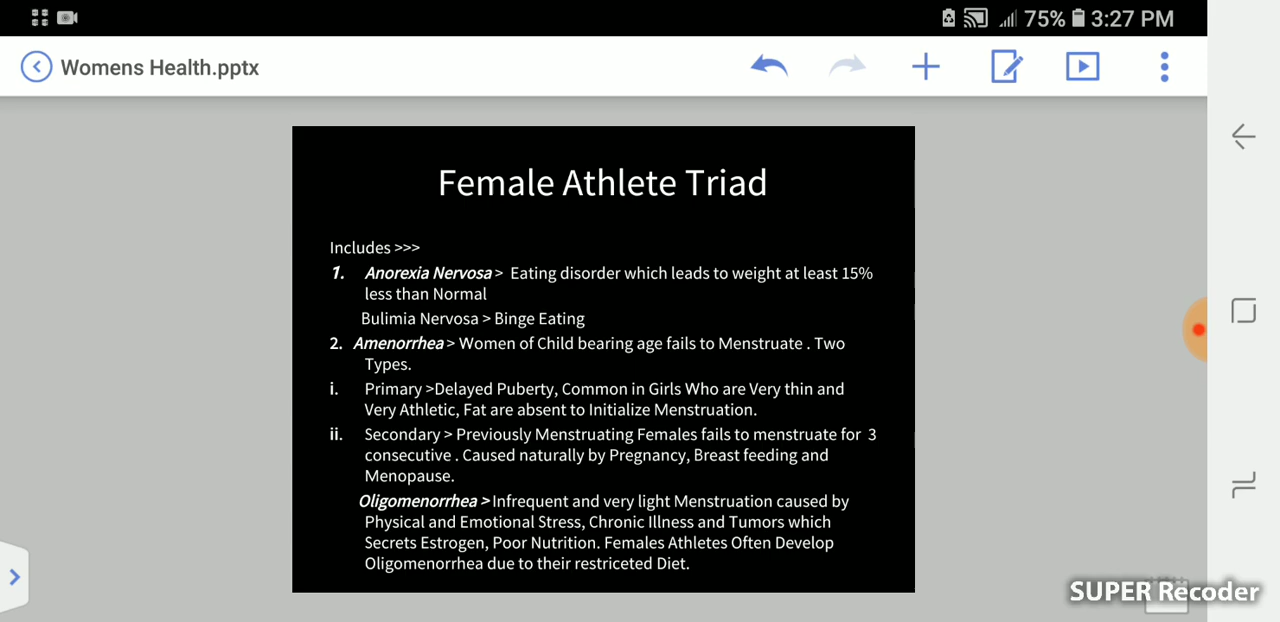 75% 3:27 PM
Womens Health.pptx
Female Athlete Triad
Includes >>>
1. Anorexia Nervosa > Eating disorder which leads to weight at least 15%
less than Normal
Bulimia Nervosa > Binge Eating
2. Amenorrhea > Women of Child bearing age fails to Menstruate . Two
Types.
i. Primary >Delayed Puberty, Common in Girls Who are Very thin and
Very Athletic, Fat are absent to Initialize Menstruation.
ii. Secondary > Previously Menstruating Females fails to menstruate for 3
consecutive . Caused naturally by Pregnancy, Breast feeding and
Menopause.
Oligomenorrhea > Infrequent and very light Menstruation caused by
Physical and Emotional Stress, Chronic Illness and Tumors which
Secrets Estrogen, Poor Nutrition. Females Athletes Often Develop
Oligomenorrhea due to their restriceted Diet.
SUPER Recoder